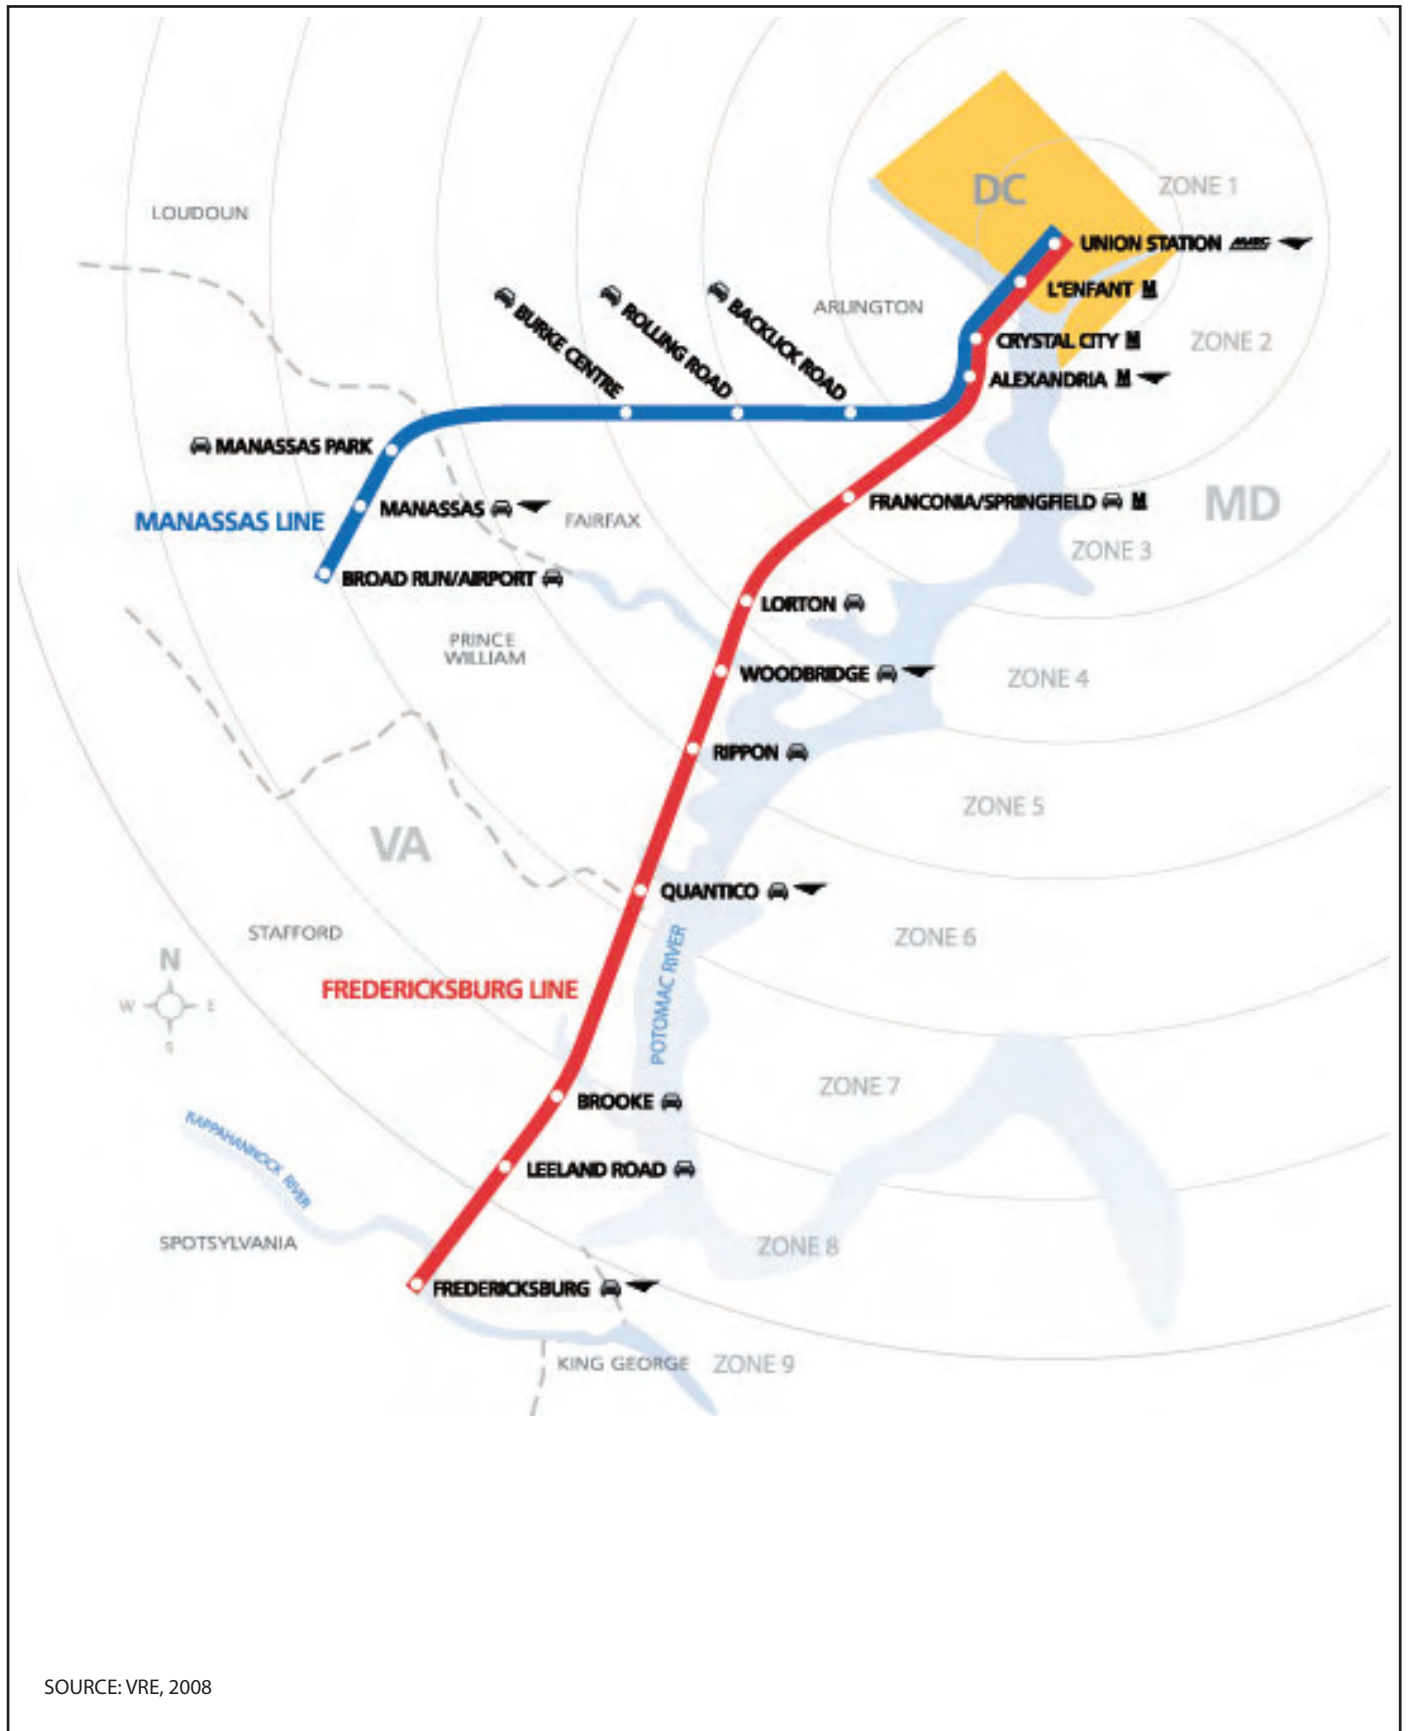 DC
ZONE 1
LOUDOUN
UNION STATION MARC
L'ENFANT M
ARLINGTON
BURKE CENTRE
ROLLING ROAD
BACKLICK ROAD
CRYSTAL CITY M
ZONE 2
ALEXANDRIA M
MANASSAS PARK
MANASSAS
MANASSAS LINE
FAIRFAX
FRANCONIA/SPRINGFIELD M
MD
ZONE 3
BROAD RUN/AIRPORT
LORTON
PRINCE
WILLIAM
WOODBRIDGE
ZONE 4
RIPPON
ZONE 5
VA
QUANTICO
STAFFORD
ZONE 6
N
W
E
S
FREDERICKSBURG LINE
POTOMAC RIVER
ZONE 7
BROOKE
RAPPAHANNOCK RIVER
LEELAND ROAD
SPOTSYLVANIA
ZONE 8
FREDERICKSBURG
KING GEORGE
ZONE 9
SOURCE: VRE, 2008